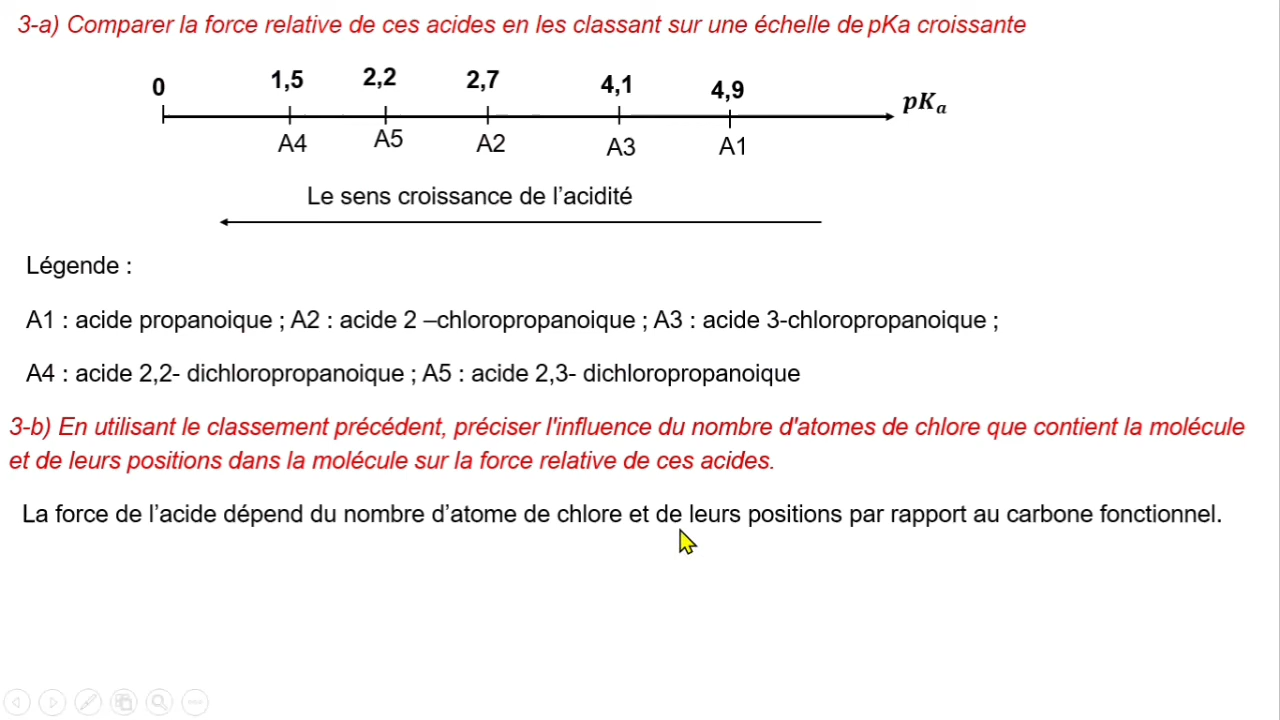 3-a) Comparer la force relative de ces acides en les classant sur une échelle de pKa croissante
0 1,5 2,2 2,7 4,1 4,9 pKₐ
A4 A5 A2 A3 A1
Le sens croissance de l’acidité
Légende :
A1 : acide propanoique ; A2 : acide 2 –chloropropanoique ; A3 : acide 3-chloropropanoique ;
A4 : acide 2,2- dichloropropanoique ; A5 : acide 2,3- dichloropropanoique
3-b) En utilisant le classement précédent, préciser l'influence du nombre d'atomes de chlore que contient la molécule
et de leurs positions dans la molécule sur la force relative de ces acides.
La force de l’acide dépend du nombre d’atome de chlore et de leurs positions par rapport au carbone fonctionnel.